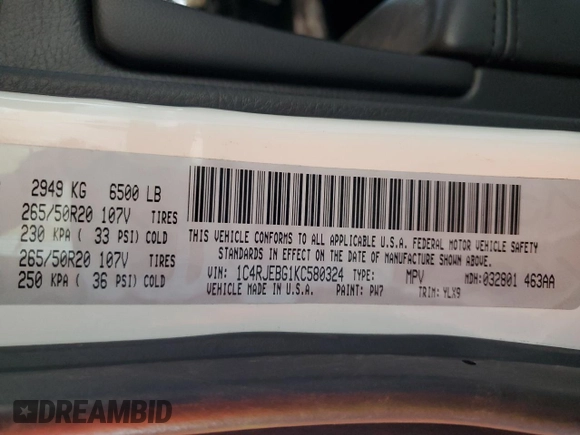 2949 KG 6500 LB
265/50R20 107V TIRES
230 KPA ( 33 PSI) COLD
265/50R20 107V TIRES
250 KPA ( 36 PSI) COLD
THIS VEHICLE CONFORMS TO ALL APPLICABLE U.S.A. FEDERAL MOTOR VEHICLE SAFETY
STANDARDS IN EFFECT ON THE DATE OF MANUFACTURE SHOWN ABOVE.
VIN: 1C4RJEBG1KC580324 TYPE: MPV MDH:032801 463AA
VEHICLE MADE IN U.S.A. PAINT: PW7 TRIM: YLX9
DREAMBID